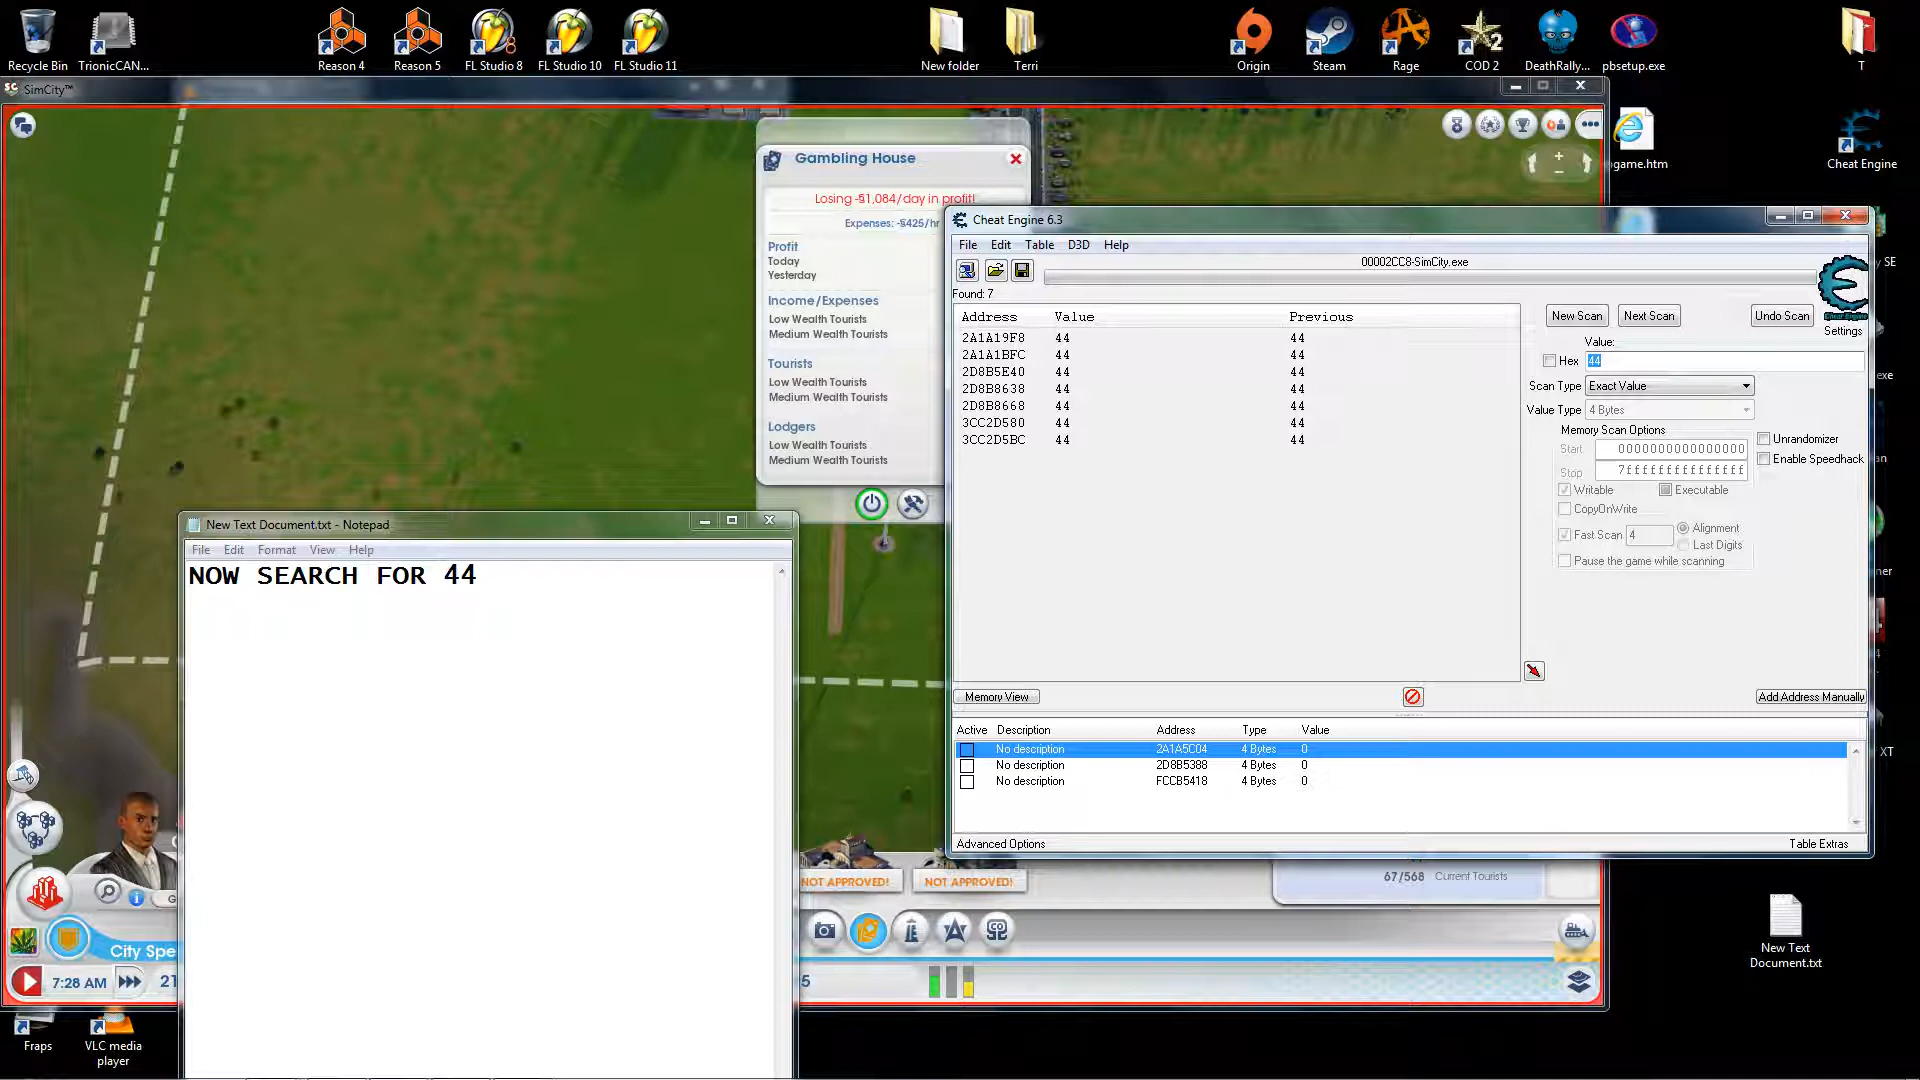 Recycle Bin
TrionicCAN...
Reason 4
Reason 5
FL Studio 8
FL Studio 10
FL Studio 11
New folder
Terri
Origin
Steam
Rage
COD 2
DeathRally...
pbsetup.exe
T
SimCity™
game.htm
Cheat Engine
Gambling House
Losing -§1,084/day in profit!
Expenses: -§425/hr
Profit
Today
Yesterday
Income/Expenses
Low Wealth Tourists
Medium Wealth Tourists
Tourists
Low Wealth Tourists
Medium Wealth Tourists
Lodgers
Low Wealth Tourists
Medium Wealth Tourists
Cheat Engine 6.3
File Edit Table D3D Help
00002CC8-SimCity.exe
Found: 7
Address Value Previous
2A1A19F8 44 44
2A1A1BFC 44 44
2D8B5E40 44 44
2D8B8638 44 44
2D8B8668 44 44
3CC2D580 44 44
3CC2D5BC 44 44
New Scan Next Scan Undo Scan
Settings
Value:
Hex 44
Scan Type Exact Value
Value Type 4 Bytes
Memory Scan Options
Start 0000000000000000
Stop 7fffffffffffffff
Writable Executable
CopyOnWrite
Fast Scan 4 Alignment
Last Digits
Pause the game while scanning
Unrandomizer
Enable Speedhack
Memory View
Add Address Manually
Active Description Address Type Value
No description 2A1A5C04 4 Bytes 0
No description 2D8B5388 4 Bytes 0
No description FCCB5418 4 Bytes 0
Advanced Options
Table Extras
New Text Document.txt - Notepad
File Edit Format View Help
NOW SEARCH FOR 44
NOT APPROVED!
NOT APPROVED!
67/568 Current Tourists
City Spe
7:28 AM
21
5
New Text
Document.txt
Fraps
VLC media
player
y SE
exe
XT